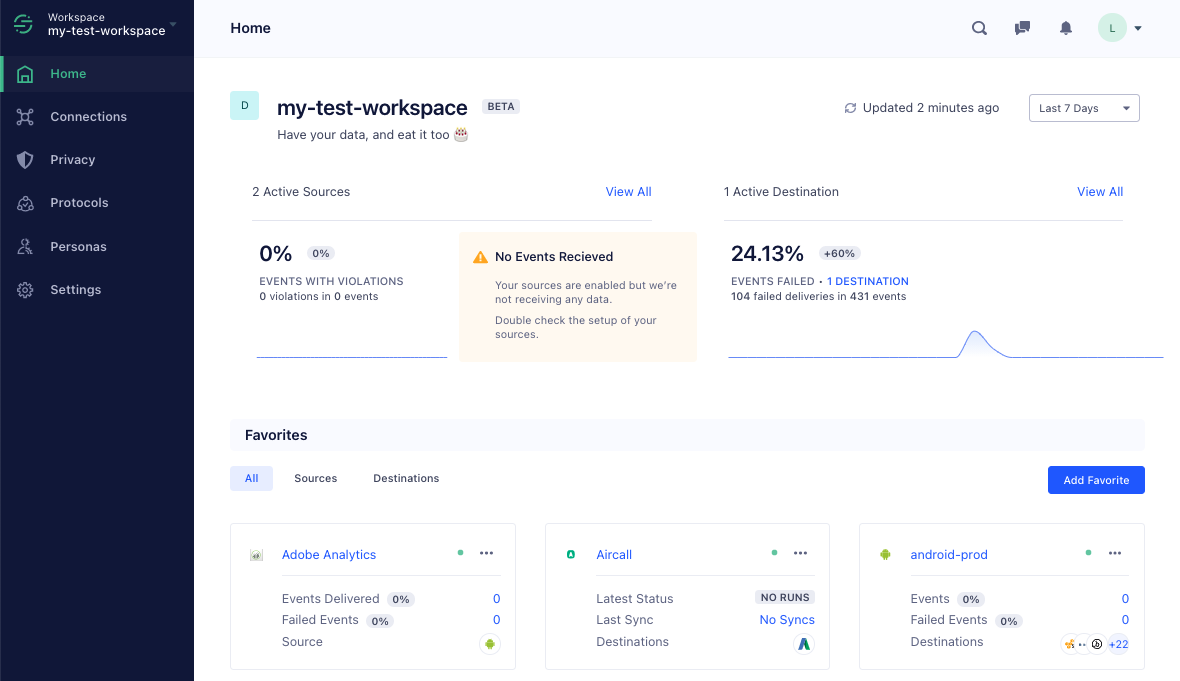 Workspace
my-test-workspace
Home
Connections
Privacy
Protocols
Personas
Settings
Home
L
D
my-test-workspace BETA
Have your data, and eat it too 🎂
Updated 2 minutes ago
Last 7 Days
2 Active Sources View All
0% 0%
EVENTS WITH VIOLATIONS
0 violations in 0 events
No Events Recieved
Your sources are enabled but we're
not receiving any data.
Double check the setup of your
sources.
1 Active Destination View All
24.13% +60%
EVENTS FAILED • 1 DESTINATION
104 failed deliveries in 431 events
Favorites
All Sources Destinations
Add Favorite
Adobe Analytics
Events Delivered 0% 0
Failed Events 0% 0
Source
Aircall
Latest Status NO RUNS
Last Sync No Syncs
Destinations
android-prod
Events 0% 0
Failed Events 0% 0
Destinations +22